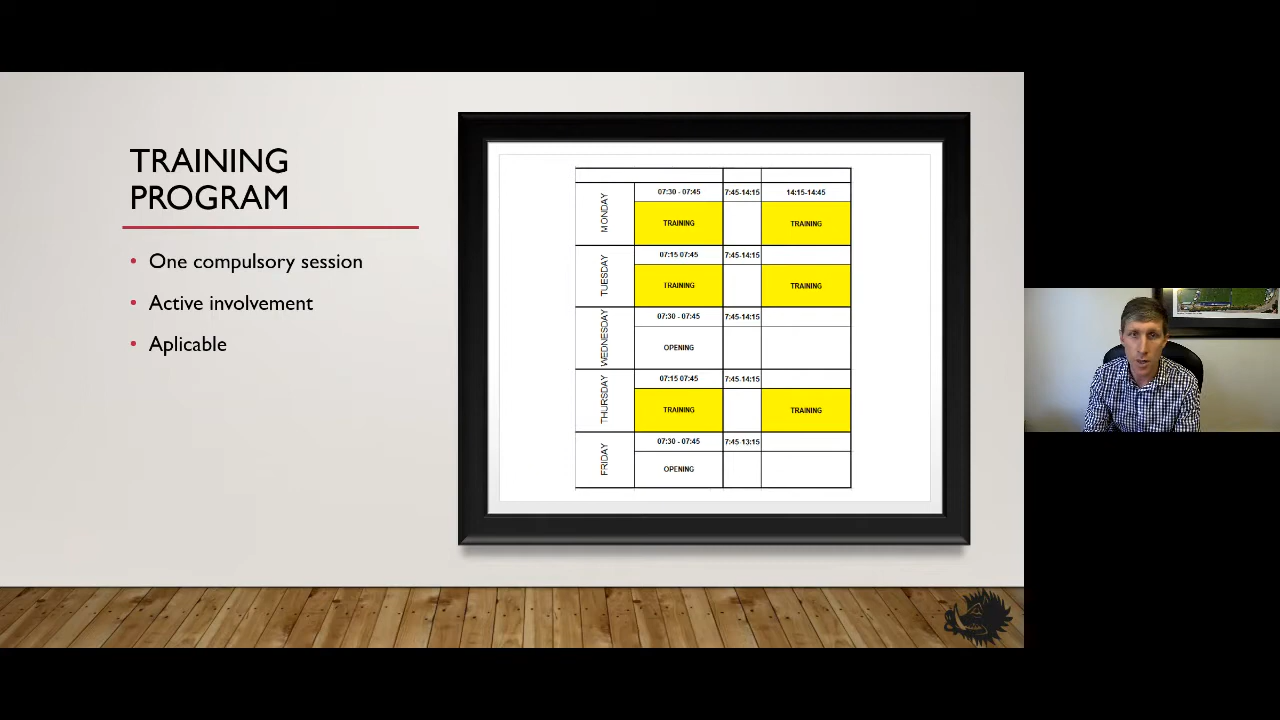 TRAINING
PROGRAM
• One compulsory session
• Active involvement
• Aplicable
MONDAY
07:30 - 07:45 7:45-14:15 14:15-14:45
TRAINING TRAINING
TUESDAY
07:15 07:45 7:45-14:15
TRAINING TRAINING
WEDNESDAY
07:30 - 07:45 7:45-14:15
OPENING
THURSDAY
07:15 07:45 7:45-14:15
TRAINING TRAINING
FRIDAY
07:30 - 07:45 7:45-13:15
OPENING